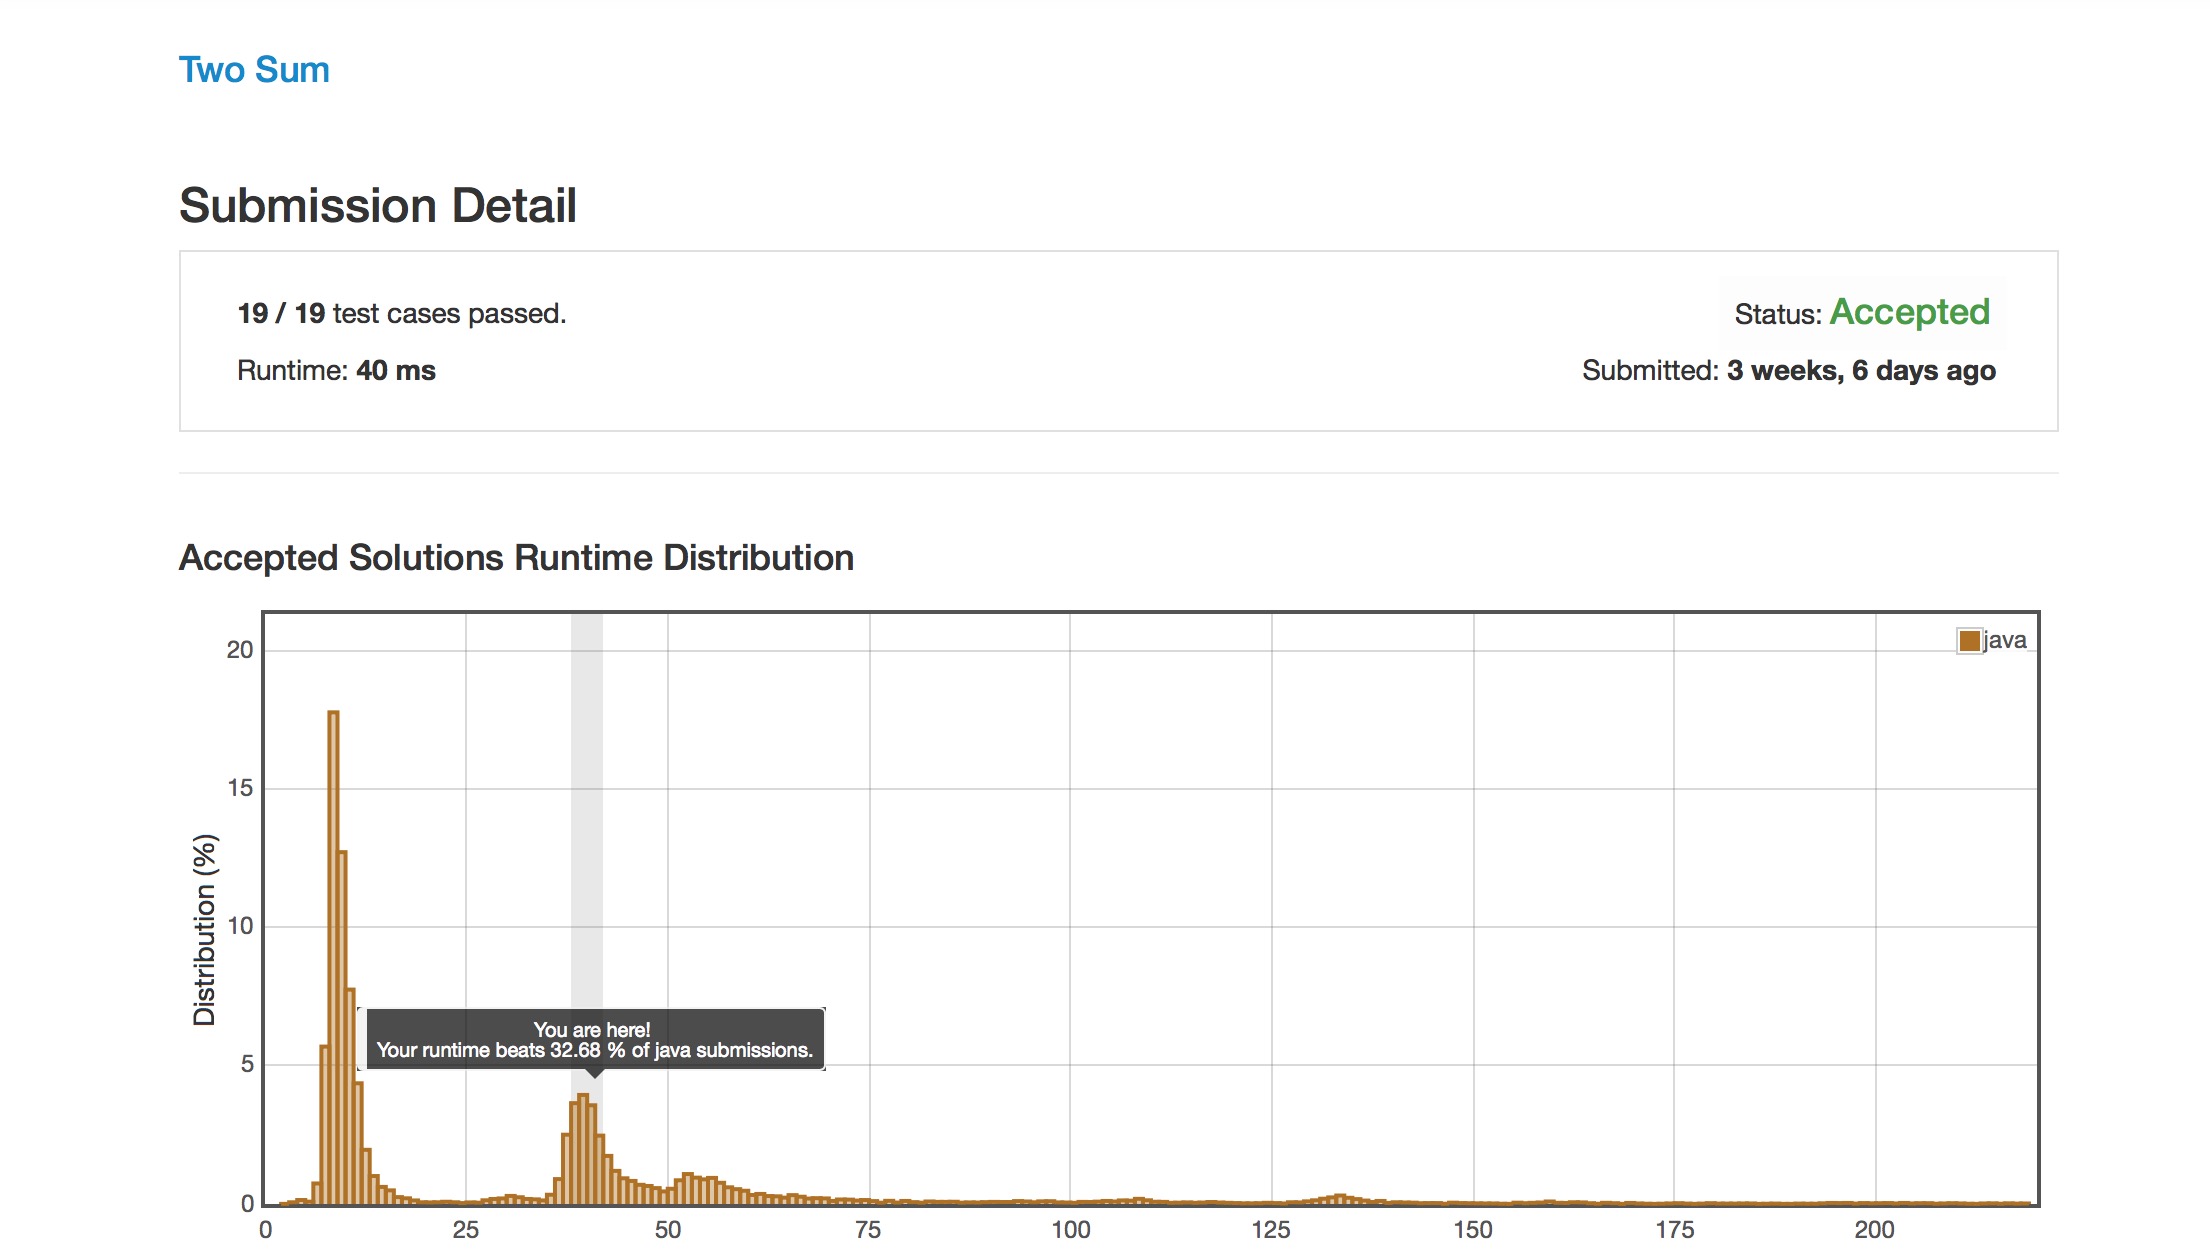 Two Sum
Submission Detail
19 / 19 test cases passed.
Status: Accepted
Runtime: 40 ms
Submitted: 3 weeks, 6 days ago
Accepted Solutions Runtime Distribution
java
20
15
10
5
0
Distribution (%)
You are here!
Your runtime beats 32.68 % of java submissions.
0 25 50 75 100 125 150 175 200